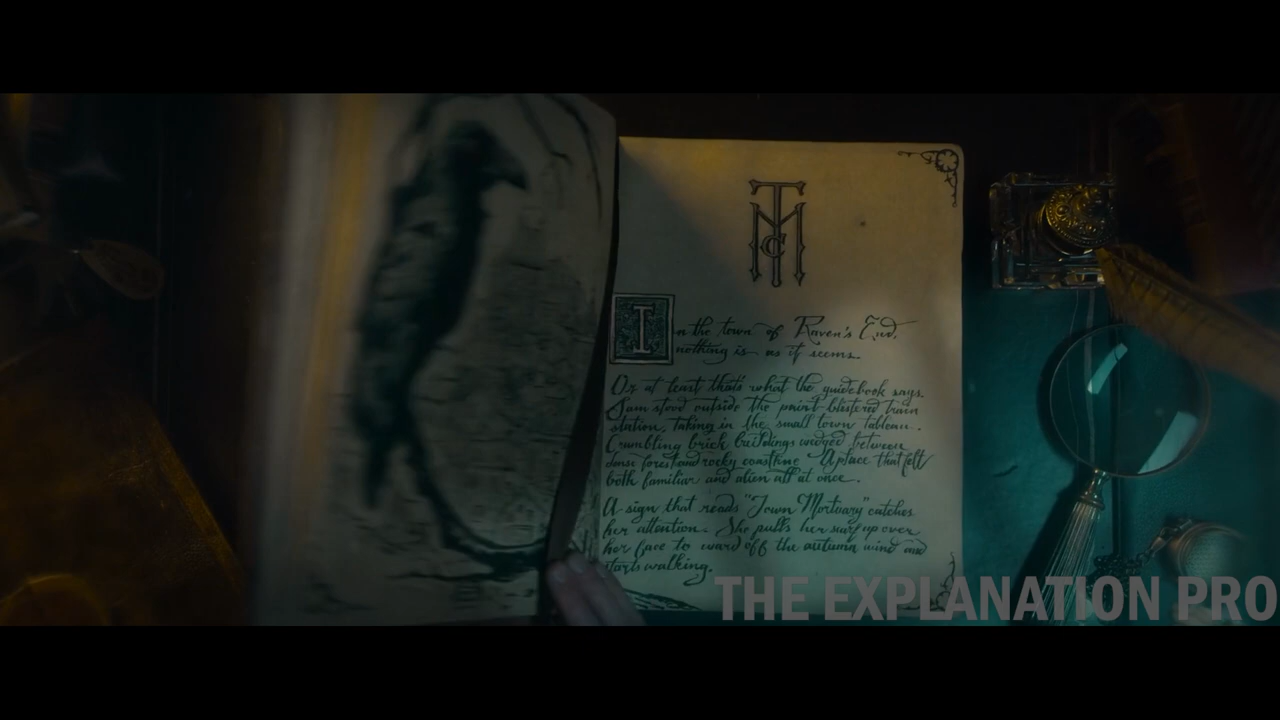 TMC
In the town of Raven's End,
nothing is as it seems.
Or at least that's what the guidebook says.
Sam stood outside the paint-blistered train
station, taking in the small town tableau.
Crumbling brick buildings wedged between
dense forest and rocky coastline. A place that felt
both familiar and alien all at once.
A sign that reads "Town Mortuary" catches
her attention. She pulls her scarf up over
her face to ward off the autumn wind and
starts walking.
THE EXPLANATION PRO